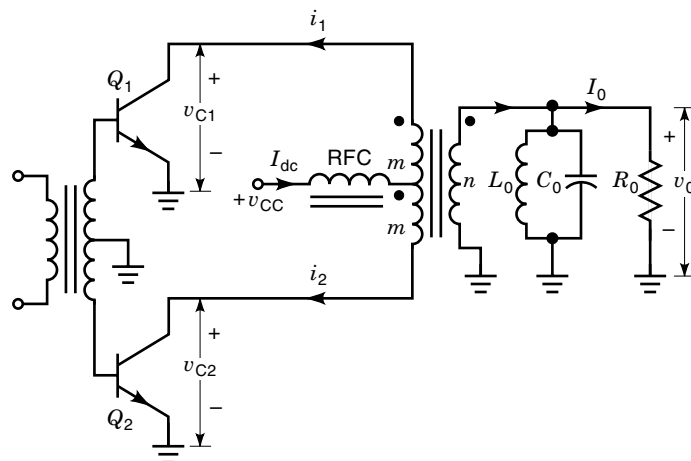 i1
Q1
+
vC1
−
Idc
RFC
+vCC
m
m
n
L0
C0
I0
R0
+
v0
−
i2
+
vC2
−
Q2